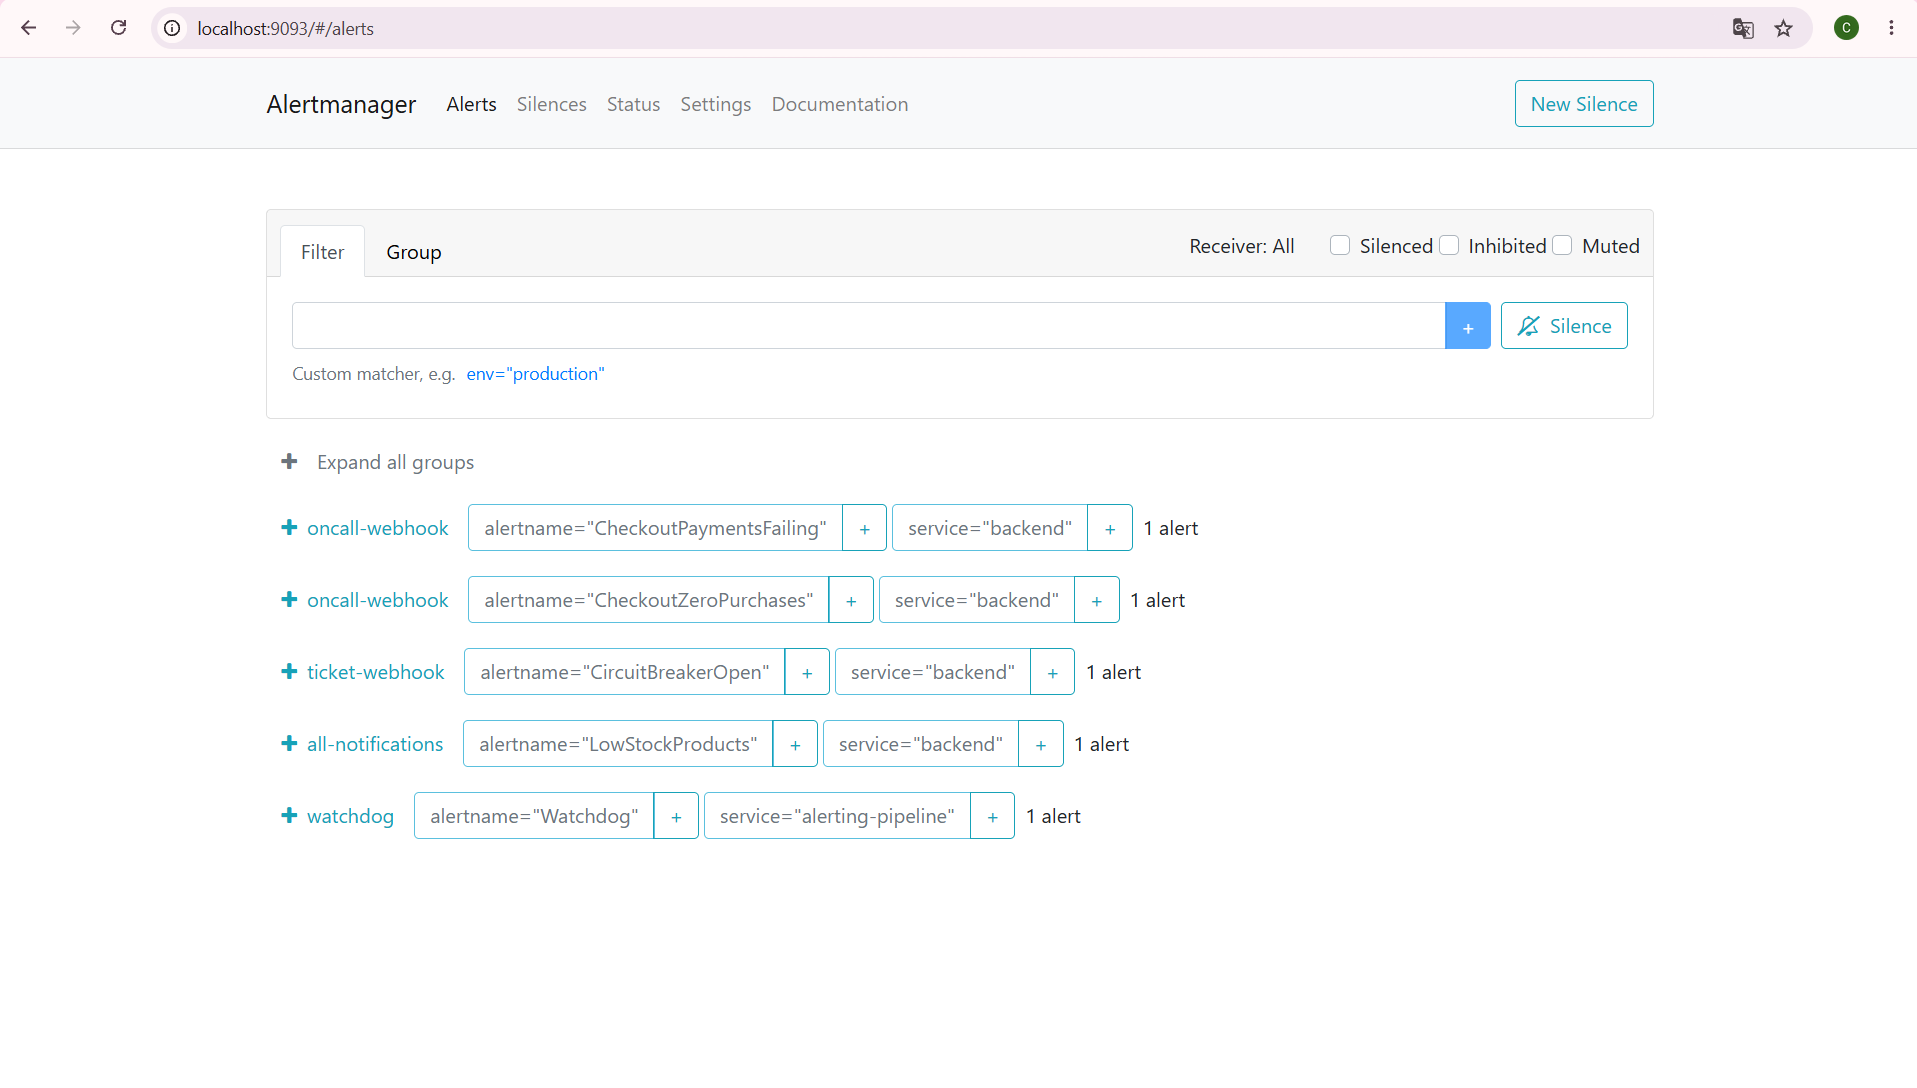 localhost:9093/#/alerts
C
Alertmanager Alerts Silences Status Settings Documentation New Silence
Filter Group Receiver: All Silenced Inhibited Muted
+ Silence
Custom matcher, e.g. env="production"
+ Expand all groups
+ oncall-webhook alertname="CheckoutPaymentsFailing" + service="backend" + 1 alert
+ oncall-webhook alertname="CheckoutZeroPurchases" + service="backend" + 1 alert
+ ticket-webhook alertname="CircuitBreakerOpen" + service="backend" + 1 alert
+ all-notifications alertname="LowStockProducts" + service="backend" + 1 alert
+ watchdog alertname="Watchdog" + service="alerting-pipeline" + 1 alert